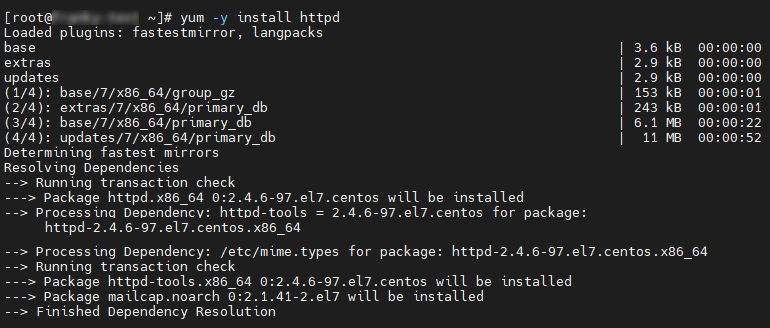 [root@ ~]# yum -y install httpd
Loaded plugins: fastestmirror, langpacks
base | 3.6 kB 00:00:00
extras | 2.9 kB 00:00:00
updates | 2.9 kB 00:00:00
(1/4): base/7/x86_64/group_gz | 153 kB 00:00:01
(2/4): extras/7/x86_64/primary_db | 243 kB 00:00:01
(3/4): base/7/x86_64/primary_db | 6.1 MB 00:00:22
(4/4): updates/7/x86_64/primary_db | 11 MB 00:00:52
Determining fastest mirrors
Resolving Dependencies
--> Running transaction check
---> Package httpd.x86_64 0:2.4.6-97.el7.centos will be installed
--> Processing Dependency: httpd-tools = 2.4.6-97.el7.centos for package:
httpd-2.4.6-97.el7.centos.x86_64
--> Processing Dependency: /etc/mime.types for package: httpd-2.4.6-97.el7.centos.x86_64
--> Running transaction check
---> Package httpd-tools.x86_64 0:2.4.6-97.el7.centos will be installed
---> Package mailcap.noarch 0:2.1.41-2.el7 will be installed
--> Finished Dependency Resolution